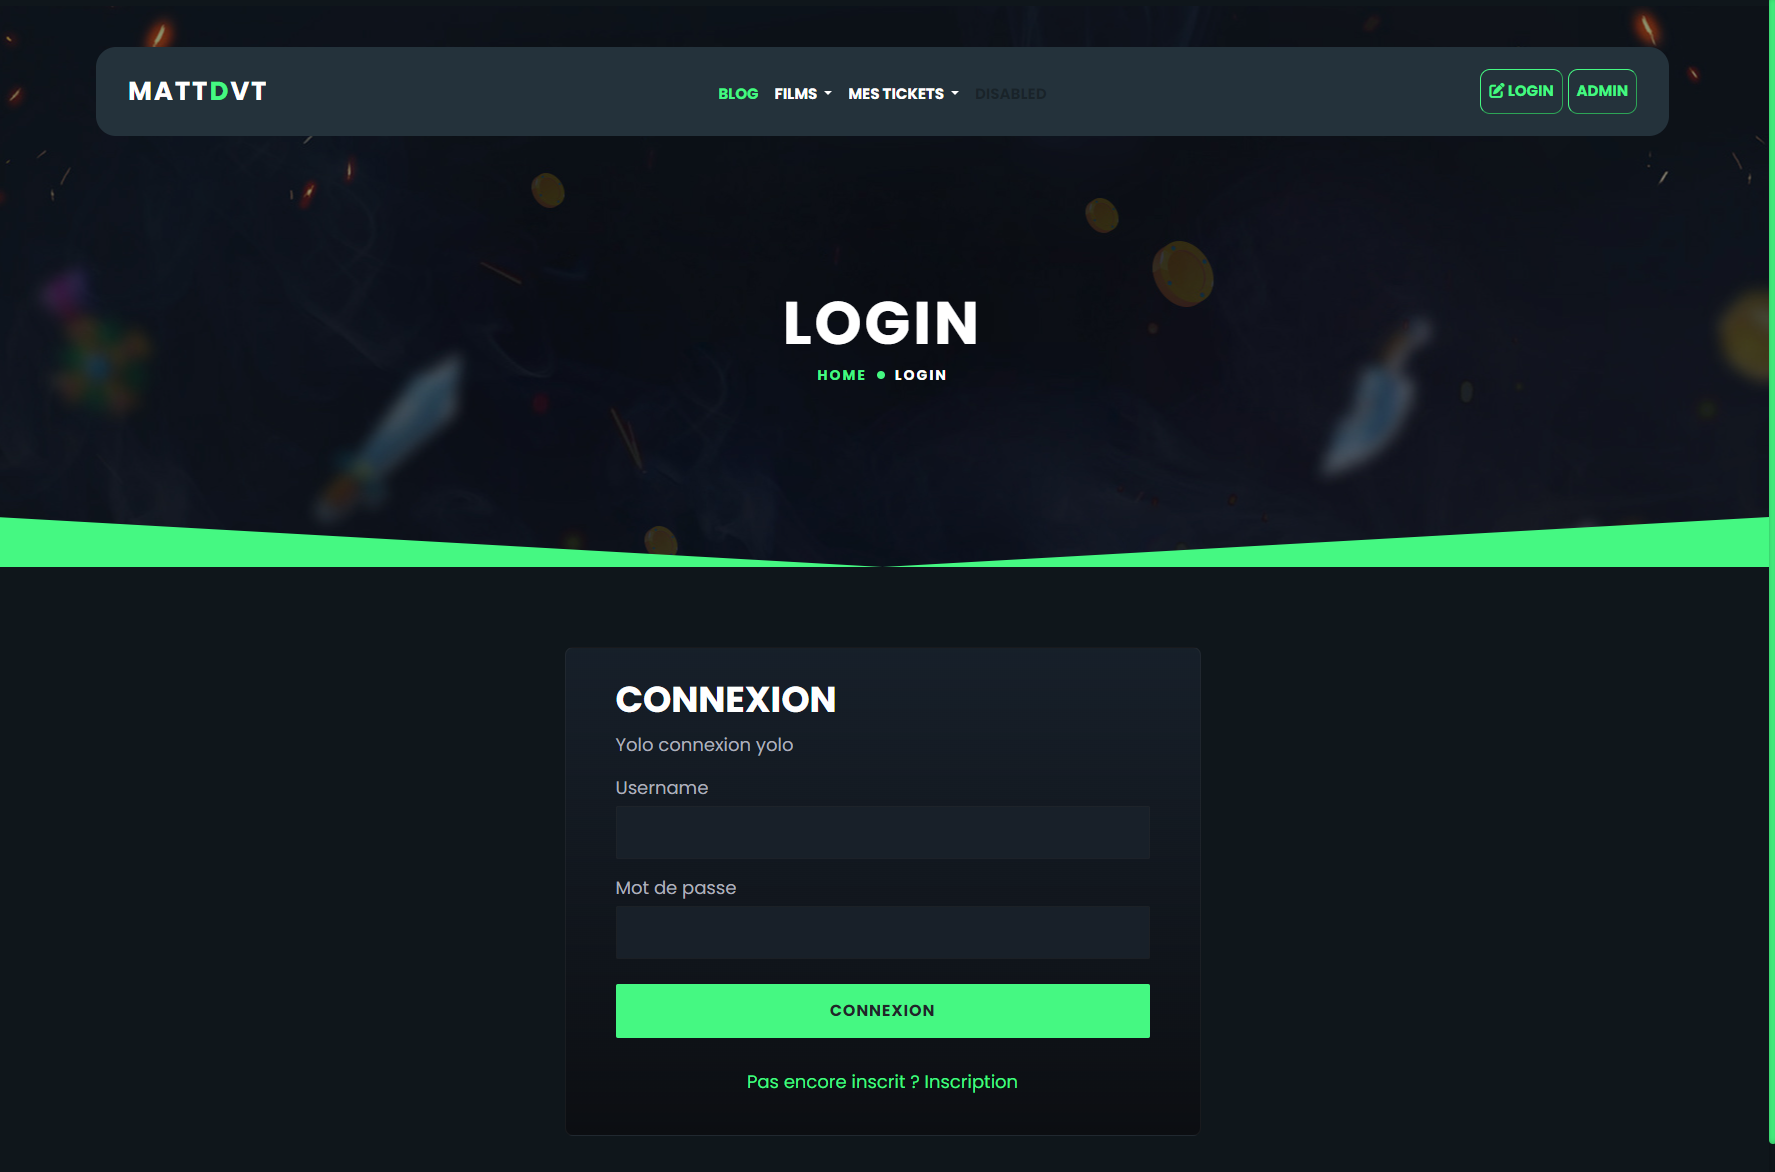 MATTDVT
BLOG FILMS MES TICKETS DISABLED
LOGIN ADMIN
LOGIN
HOME LOGIN
CONNEXION
Yolo connexion yolo
Username
Mot de passe
CONNEXION
Pas encore inscrit ? Inscription